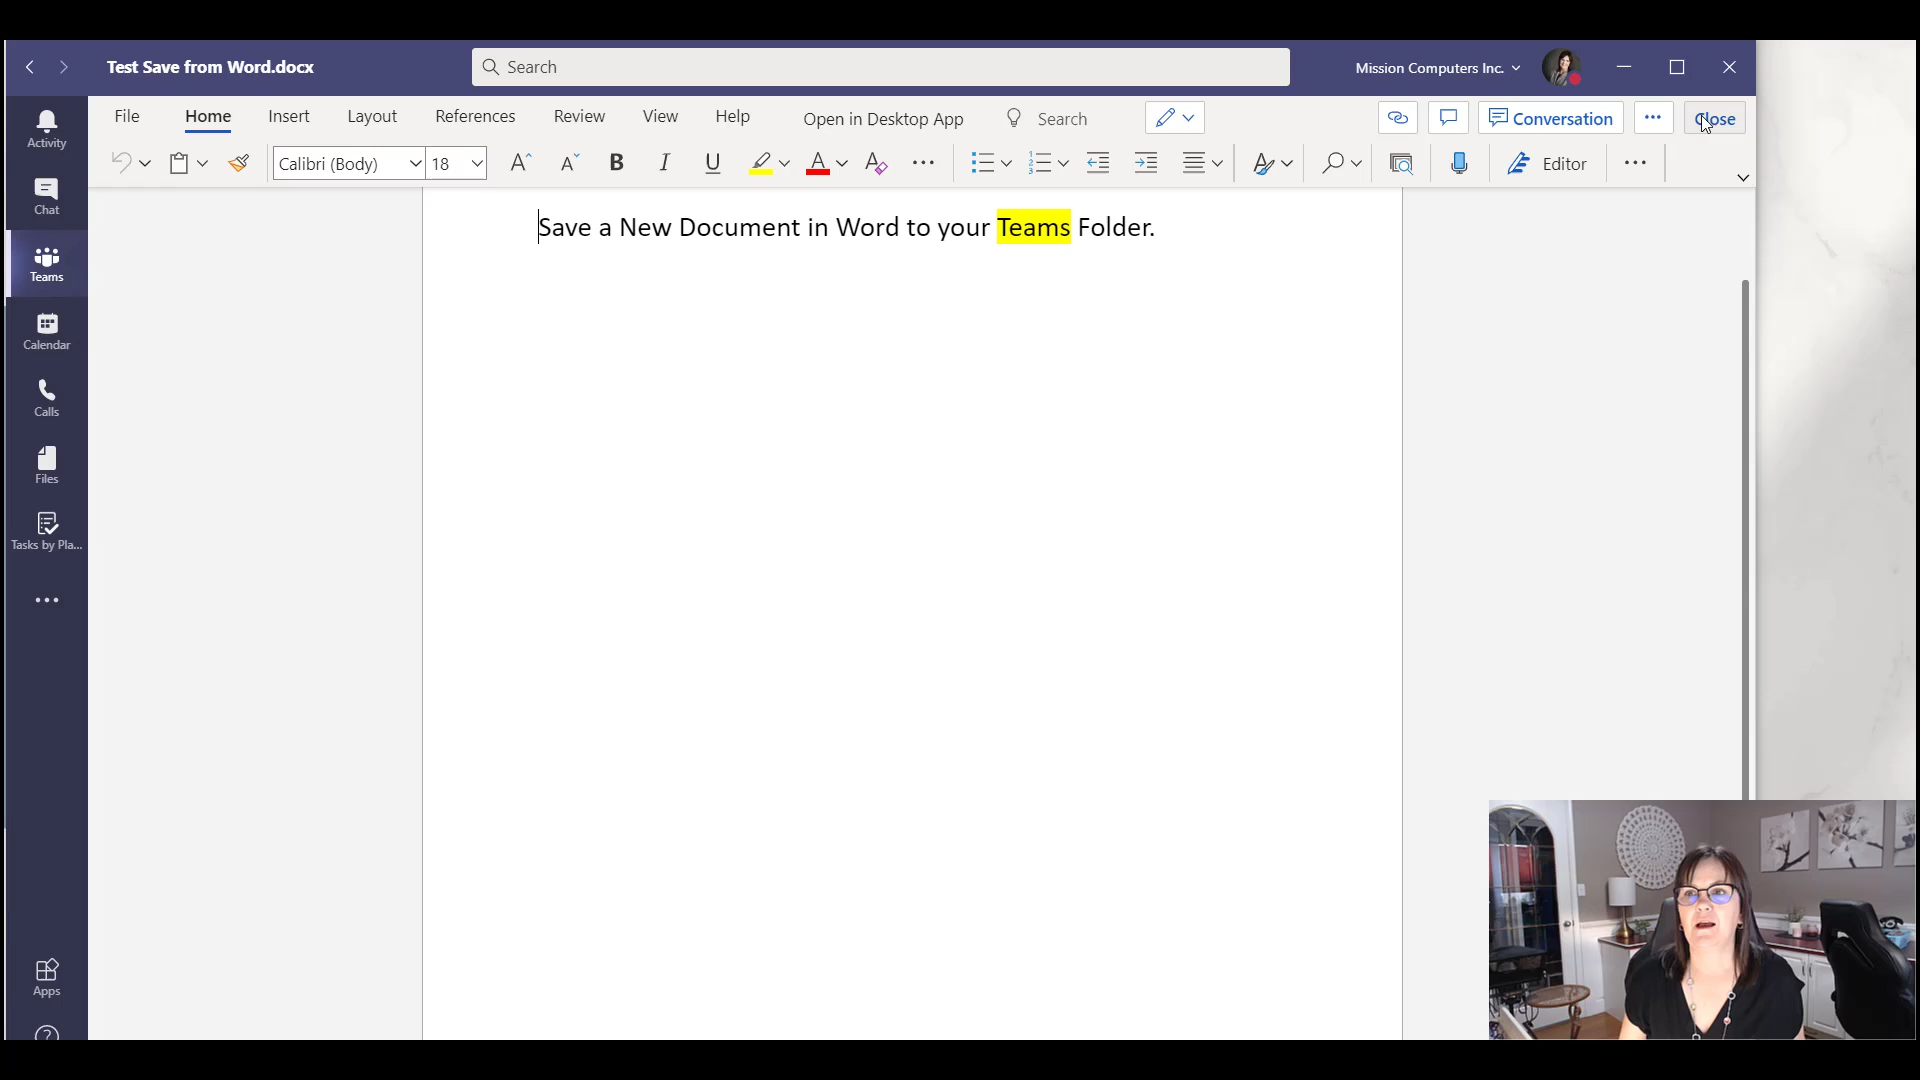 Test Save from Word.docx
Search
Mission Computers Inc.
File Home Insert Layout References Review View Help Open in Desktop App Search Conversation Close
Calibri (Body) 18 B I U Editor
Activity
Chat
Teams
Calendar
Calls
Files
Tasks by Pla...
Apps
Save a New Document in Word to your Teams Folder.